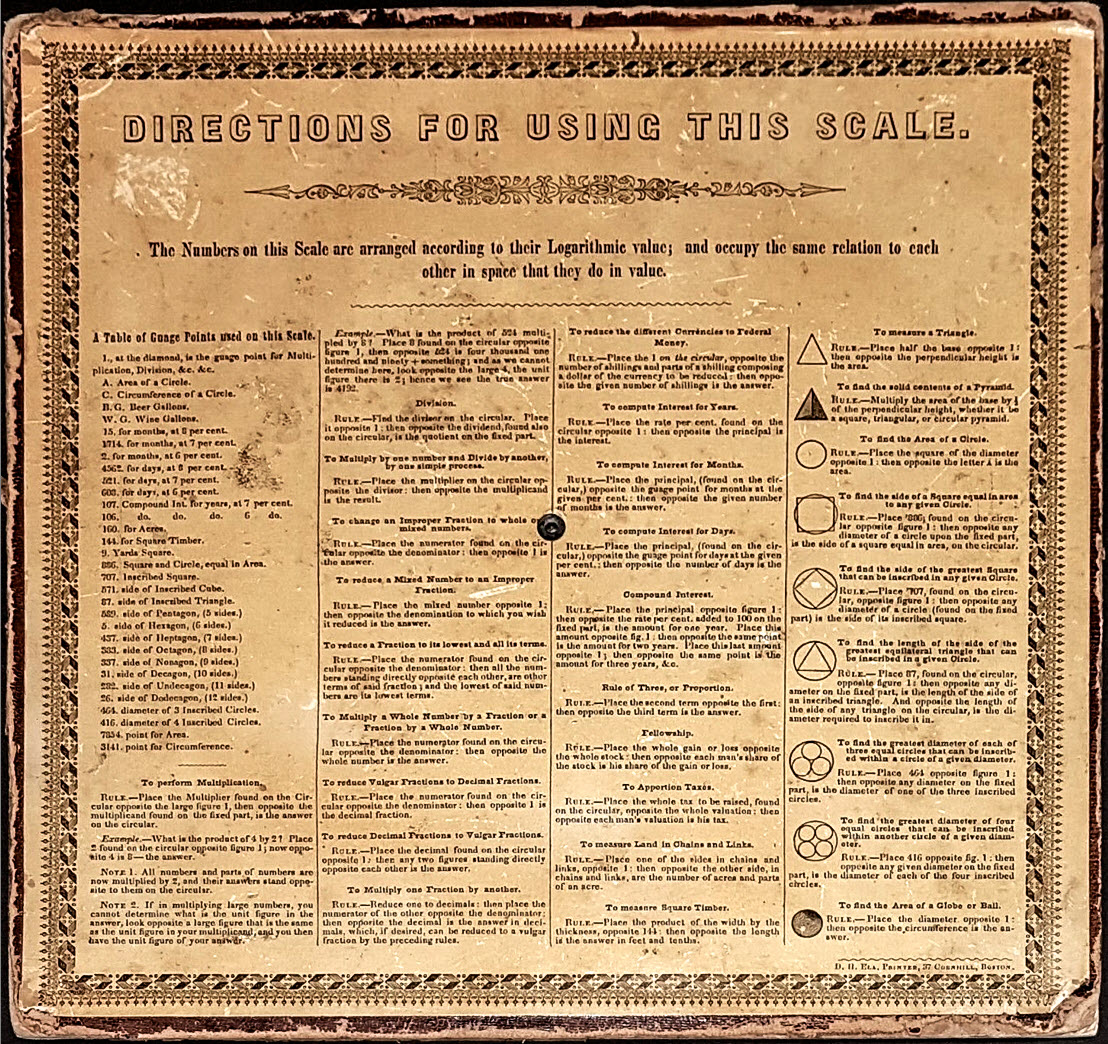 DIRECTIONS FOR USING THIS SCALE.
The Numbers on this Scale are arranged according to their Logarithmic value; and occupy the same relation to each
other in space that they do in value.
A Table of Guage Points used on this Scale.
1., at the diamond, is the guage point for Multi-
plication, Division, &c. &c.
A. Area of a Circle.
C. Circumference of a Circle.
B. G. Beer Gallons.
W. G. Wine Gallons.
15. for months, at 8 per cent.
1714. for months, at 7 per cent.
2. for months, at 6 per cent.
4562. for days, at 8 per cent.
521. for days, at 7 per cent.
603. for days, at 6 per cent.
107. Compound Int. for years, at 7 per cent.
106. do. do. do. 6 do.
160. for Acres.
144. for Square Timber.
9. Yards Square.
886. Square and Circle, equal in Area.
707. Inscribed Square.
571. side of Inscribed Cube.
87. side of Inscribed Triangle.
589. side of Pentagon, (5 sides.)
5. side of Hexagon, (6 sides.)
437. side of Heptagon, (7 sides.)
383. side of Octagon, (8 sides.)
337. side of Nonagon, (9 sides.)
31. side of Decagon, (10 sides.)
282. side of Undecagon, (11 sides.)
26. side of Dodecagon, (12 sides.)
464. diameter of 3 Inscribed Circles.
416. diameter of 4 Inscribed Circles.
7854. point for Area.
3141. point for Circumference.
To perform Multiplication.
RULE.—Place the Multiplier found on the Cir-
cular opposite the large figure 1, then opposite the
multiplicand found on the fixed part, is the answer
on the circular.
Example.—What is the product of 4 by 2? Place
2 found on the circular opposite figure 1; now oppo-
site 4 is 8—the answer.
NOTE 1. All numbers and parts of numbers are
now multiplied by 2, and their answers stand oppo-
site to them on the circular.
NOTE 2. If in multiplying large numbers, you
cannot determine what is the unit figure in the
answer, look opposite a large figure that is the same
as the unit figure in your multiplicand, and you then
have the unit figure of your answer.
Example.—What is the product of 524 multi-
plied by 8? Place 8 found on the circular opposite
figure 1, then opposite 524 is four thousand one
hundred and ninety + something; and as we cannot
determine here, look opposite the large 4, the unit
figure there is 2; hence we see the true answer
is 4192.
Division.
RULE.—Find the divisor on the circular. Place
it opposite 1: then opposite the dividend, found also
on the circular, is the quotient on the fixed part.
To Multiply by one number and Divide by another,
by one simple process.
RULE.—Place the multiplier on the circular op-
posite the divisor: then opposite the multiplicand
is the result.
To change an Improper Fraction to whole or
mixed numbers.
RULE.—Place the numerator found on the cir-
cular opposite the denominator: then opposite 1 is
the answer.
To reduce a Mixed Number to an Improper
Fraction.
RULE.—Place the mixed number opposite 1;
then opposite the denomination to which you wish
it reduced is the answer.
To reduce a Fraction to its lowest and all its terms.
RULE.—Place the numerator found on the cir-
cular opposite the denominator: then all the num-
bers standing directly opposite each other, are other
terms of said fraction; and the lowest of said num-
bers are its lowest terms.
To Multiply a Whole Number by a Fraction or a
Fraction by a Whole Number.
RULE.—Place the numerator found on the circu-
lar opposite the denominator: then opposite the
whole number is the answer.
To reduce Vulgar Fractions to Decimal Fractions.
RULE.—Place the numerator found on the cir-
cular opposite the denominator: then opposite 1 is
the decimal fraction.
To reduce Decimal Fractions to Vulgar Fractions.
RULE.—Place the decimal found on the circular
opposite 1: then any two figures standing directly
opposite each other is the answer.
To Multiply one Fraction by another.
RULE.—Reduce one to decimals: then place the
numerator of the other opposite the denominator;
then opposite the decimal is the answer in deci-
mals, which, if desired, can be reduced to a vulgar
fraction by the preceding rules.
To reduce the different Currencies to Federal
Money.
RULE.—Place the 1 on the circular, opposite the
number of shillings and parts of a shilling composing
a dollar of the currency to be reduced: then oppo-
site the given number of shillings is the answer.
To compute Interest for Years.
RULE.—Place the rate per cent. found on the
circular opposite 1: then opposite the principal is
the interest.
To compute Interest for Months.
RULE.—Place the principal, (found on the cir-
cular,) opposite the guage point for months at the
given per cent.: then opposite the given number
of months is the answer.
To compute Interest for Days.
RULE.—Place the principal, (found on the cir-
cular,) opposite the guage point for days at the given
per cent.: then opposite the number of days is the
answer.
Compound Interest.
RULE.—Place the principal opposite figure 1:
then opposite the rate per cent. added to 100 on the
fixed part, is the amount for one year. Place this
amount opposite fig. 1: then opposite the same point
is the amount for two years. Place this last amount
opposite 1; then opposite the same point is the
amount for three years, &c.
Rule of Three, or Proportion.
RULE.—Place the second term opposite the first:
then opposite the third term is the answer.
Fellowship.
RULE.—Place the whole gain or loss opposite
the whole stock: then opposite each man's share of
the stock is his share of the gain or loss.
To Apportion Taxes.
RULE.—Place the whole tax to be raised, found
on the circular, opposite the whole valuation; then
opposite each man's valuation is his tax.
To measure Land in Chains and Links.
RULE.—Place one of the sides in chains and
links, opposite 1: then opposite the other side, in
chains and links, are the number of acres and parts
of an acre.
To measure Square Timber.
RULE.—Place the product of the width by the
thickness, opposite 144: then opposite the length
is the answer in feet and tenths.
To measure a Triangle.
RULE.—Place half the base opposite 1:
then opposite the perpendicular height is
the area.
To find the solid contents of a Pyramid.
RULE.—Multiply the area of the base by ⅓
of the perpendicular height, whether it be
a square, triangular, or circular pyramid.
To find the Area of a Circle.
RULE.—Place the square of the diameter
opposite 1: then opposite the letter A is the
area.
To find the side of a Square equal in area
to any given Circle.
RULE.—Place 886, found on the circu-
lar opposite figure 1: then opposite any
diameter of a circle upon the fixed part,
is the side of a square equal in area, on the circular.
To find the side of the greatest Square
that can be inscribed in any given Circle.
RULE.—Place 707, found on the circu-
lar, opposite figure 1: then opposite any
diameter of a circle (found on the fixed
part) is the side of its inscribed square.
To find the length of the side of the
greatest equilateral triangle that can
be inscribed in a given Circle.
RULE.—Place 87, found on the circular,
opposite figure 1: then opposite any di-
ameter on the fixed part, is the length of the side of
an inscribed triangle. And opposite the length of
the side of any triangle on the circular, is the di-
ameter required to inscribe it in.
To find the greatest diameter of each of
three equal circles that can be inscrib-
ed within a circle of a given diameter.
RULE.—Place 464 opposite figure 1:
then opposite any diameter on the fixed
part, is the diameter of one of the three inscribed
circles.
To find the greatest diameter of four
equal circles that can be inscribed
within another circle of a given diam-
eter.
RULE.—Place 416 opposite fig. 1: then
opposite any given diameter on the fixed
part, is the diameter of each of the four inscribed
circles.
To find the Area of a Globe or Ball.
RULE.—Place the diameter opposite 1:
then opposite the circumference is the an-
swer.
D. H. ELA, PRINTER, 37 CORNHILL, BOSTON.